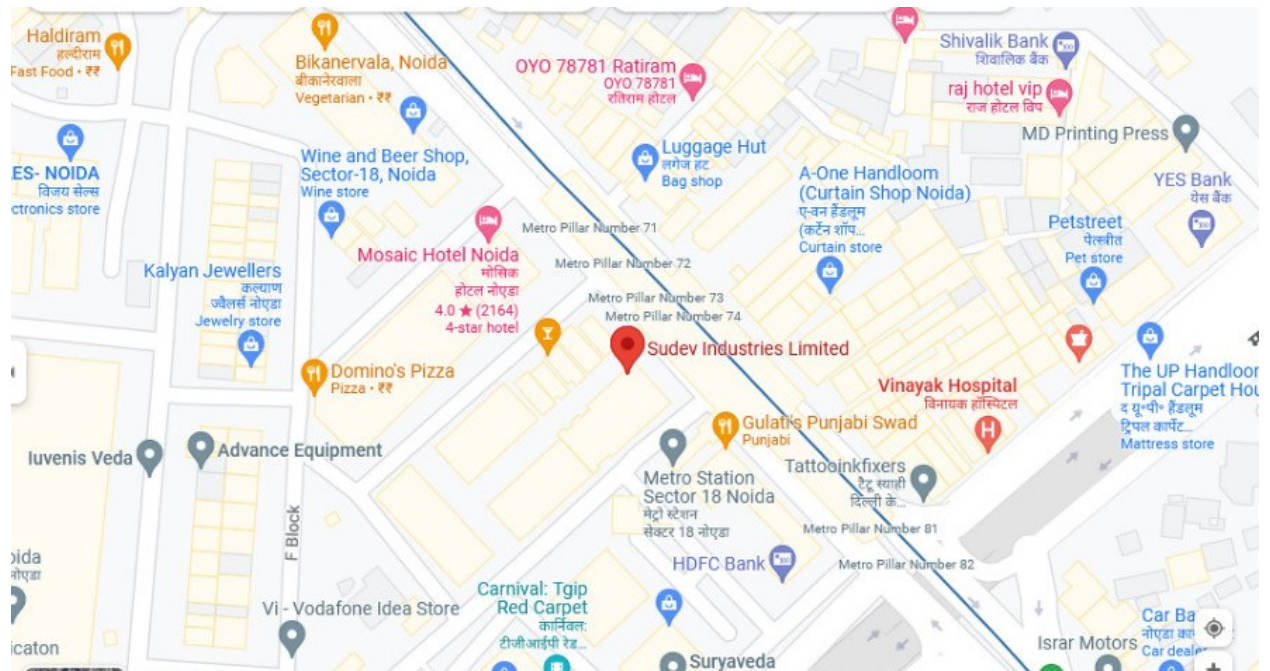 Haldiram
हल्दीराम
Fast Food • ₹₹
Bikanervala, Noida
बीकानेरवाला
Vegetarian • ₹₹
OYO 78781 Ratiram
OYO 78781
रतिराम होटल
Shivalik Bank
शिवालिक बैंक
raj hotel vip
राज होटल विप
MD Printing Press
ES- NOIDA
विजय सेल्स
ctronics store
Wine and Beer Shop,
Sector-18, Noida
Wine store
Luggage Hut
लगेज हट
Bag shop
A-One Handloom
(Curtain Shop Noida)
ए-वन हैंडलूम
(कर्टेन शॉप...
Curtain store
YES Bank
येस बैंक
Petstreet
Pet store
Metro Pillar Number 71
Metro Pillar Number 72
Metro Pillar Number 73
Metro Pillar Number 74
Mosaic Hotel Noida
मोसिक
होटल नोएडा
4.0 ★ (2164)
4-star hotel
Kalyan Jewellers
कल्याण
ज्वैलर्स नोएडा
Jewelry store
Sudev Industries Limited
Domino's Pizza
Pizza • ₹₹
Vinayak Hospital
विनायक हॉस्पिटल
H
The UP Handloor
Tripal Carpet Hou
द यू०पी० हैंडलूम
ट्रिपल कार्पेट...
Mattress store
Gulati's Punjabi Swad
Punjabi
Iuvenis Veda
Advance Equipment
Metro Station
Sector 18 Noida
मेट्रो स्टेशन
सेक्टर 18 नोएडा
Tattooinkfixers
टैटू स्याही
दिल्ली के...
Metro Pillar Number 81
Metro Pillar Number 82
F Block
HDFC Bank
oida
नोएडा
Vi - Vodafone Idea Store
Carnival: Tgip
Red Carpet
कार्निवल:
टीजीआईपी रेड...
icaton
Suryaveda
Israr Motors
Car Ba
नोएडा का
Car deale